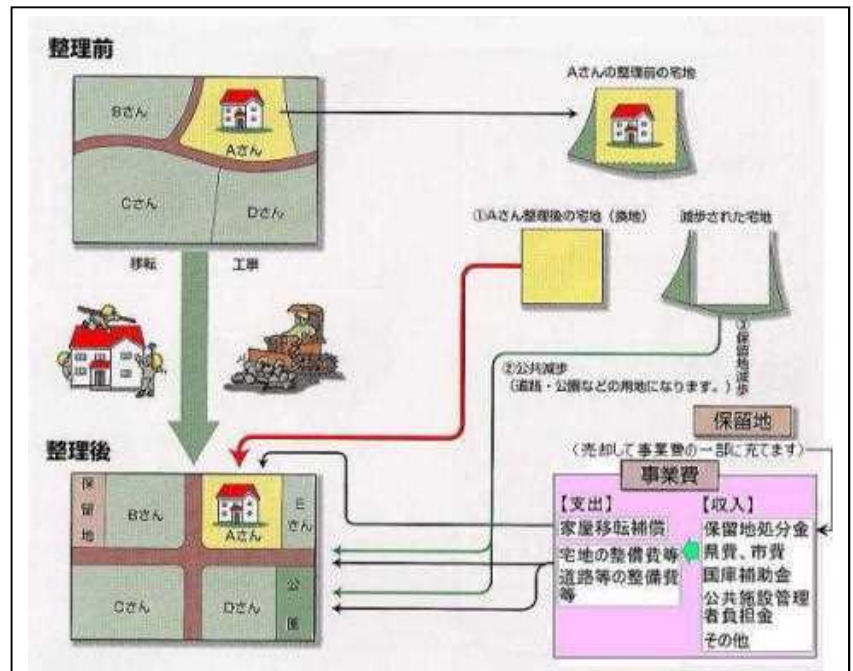 整理前
Aさんの整理前の宅地
Bさん
Aさん
Cさん
Dさん
①Aさん整理後の宅地（換地）
減歩された宅地
移転
工事
③保留地減歩
②公共減歩
（道路・公園などの用地になります。）
保留地
（売却して事業費の一部に充てます）
整理後
事業費
保留地
Bさん
Aさん
Eさん
Cさん
Dさん
公園
【支出】
家屋移転補償
宅地の整備費等
道路等の整備費
等
【収入】
保留地処分金
県費、市費
国庫補助金
公共施設管理
者負担金
その他